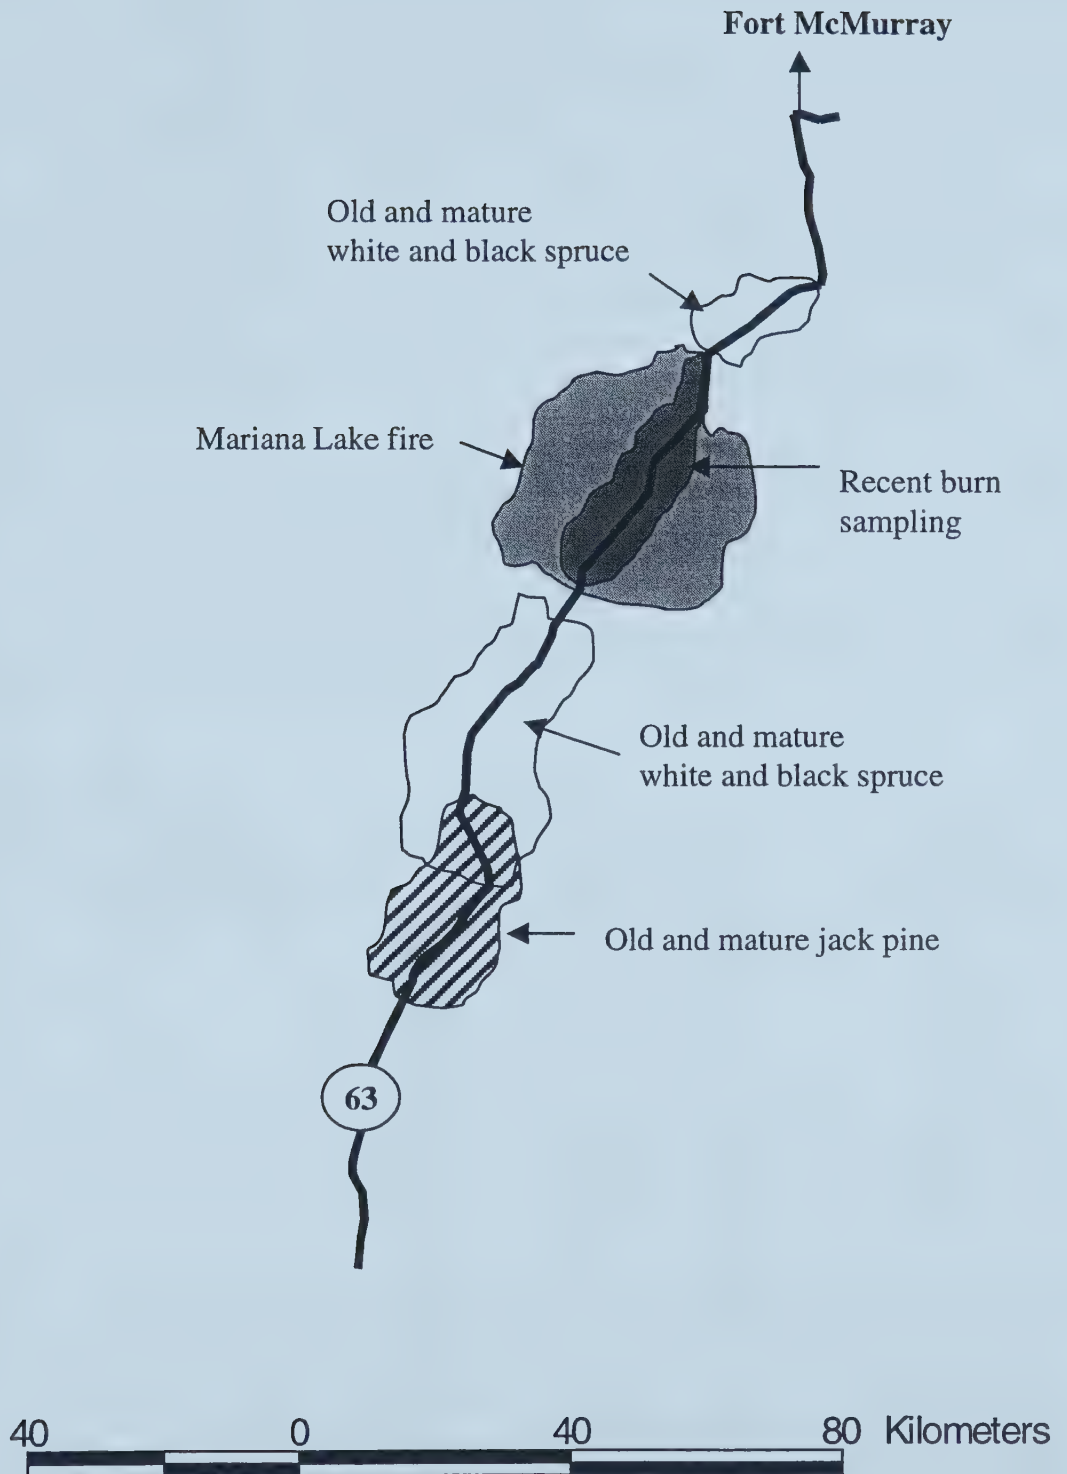 Fort McMurray
Old and mature
white and black spruce
Mariana Lake fire
Recent burn
sampling
Old and mature
white and black spruce
Old and mature jack pine
63
40 0 40 80 Kilometers